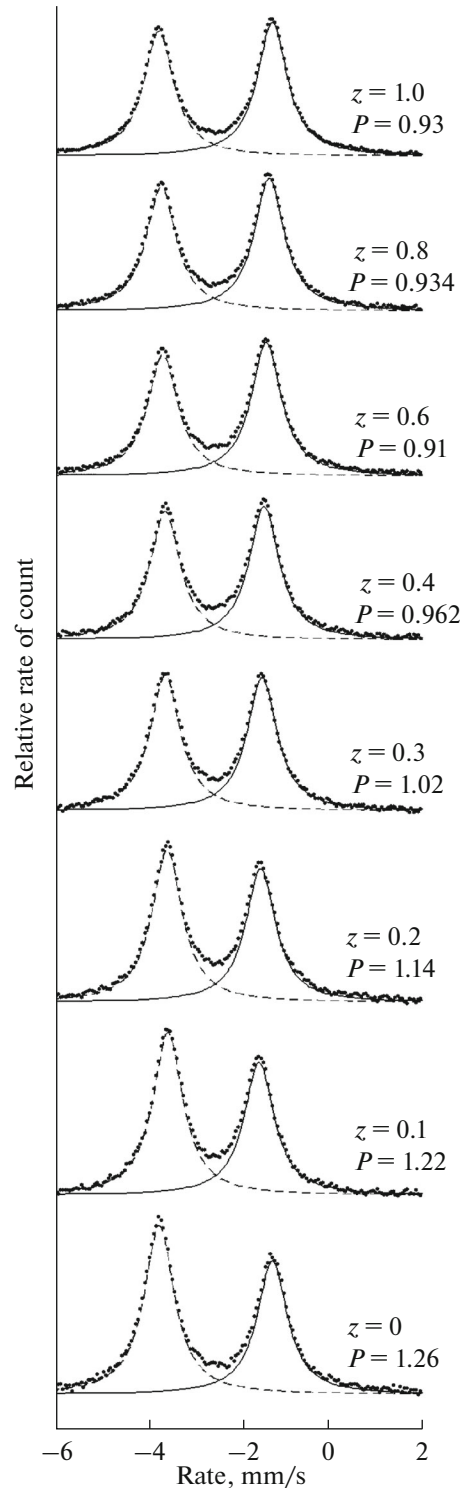 z = 1.0
P = 0.93
z = 0.8
P = 0.934
z = 0.6
P = 0.91
z = 0.4
P = 0.962
z = 0.3
P = 1.02
z = 0.2
P = 1.14
z = 0.1
P = 1.22
z = 0
P = 1.26
Relative rate of count
−6 −4 −2 0 2
Rate, mm/s